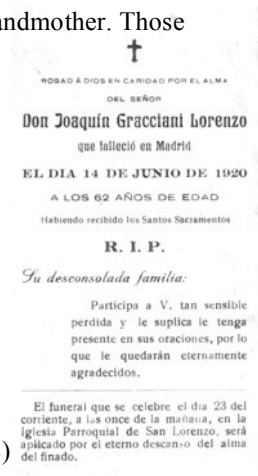 andmother. Those
ROGAD Á DIOS EN CARIDAD POR EL ALMA
DEL SEÑOR
Don Joaquín Gracciani Lorenzo
que falleció en Madrid
EL DIA 14 DE JUNIO DE 1920
A LOS 62 AÑOS DE EDAD
Habiendo recibido los Santos Sacramentos
R. I. P.
Su desconsolada familia:
Participa a V. tan sensible
pérdida y le suplica le tenga
presente en sus oraciones, por lo
que le quedarán eternamente
agradecidos.
El funeral que se celebre el día 23 del
corriente, a las once de la mañana, en la
Iglesia Parroquial de San Lorenzo, será
aplicado por el eterno descanso del alma
del finado.
)